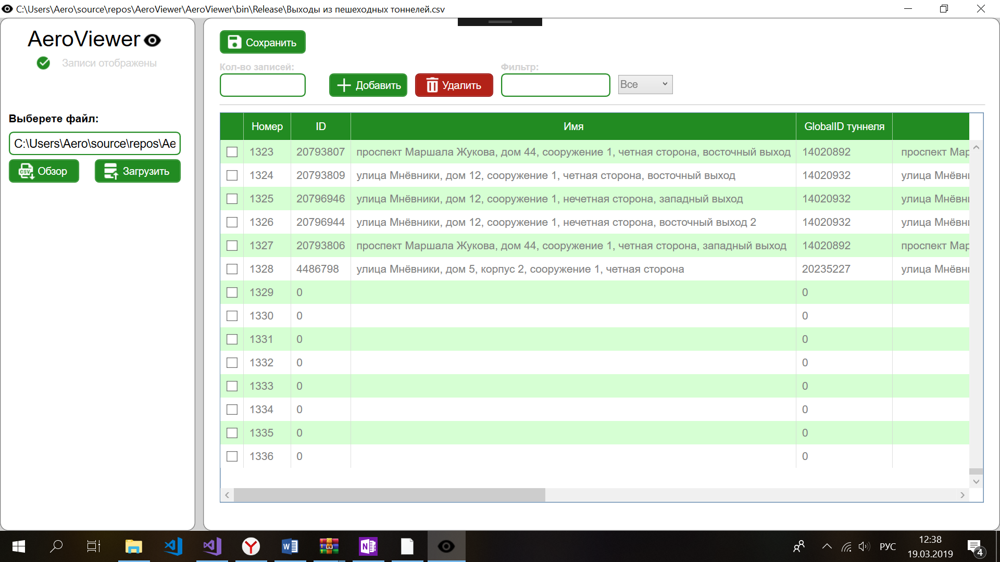 C:\Users\Aero\source\repos\AeroViewer\AeroViewer\bin\Release\Выходы из пешеходных тоннелей.csv
AeroViewer
Записи отображены
Выберете файл:
C:\Users\Aero\source\repos\Ae
Обзор
Загрузить
Сохранить
Кол-во записей:
Добавить
Удалить
Фильтр:
Все
Номер ID Имя GlobalID туннеля
1323 20793807 проспект Маршала Жукова, дом 44, сооружение 1, четная сторона, восточный выход 14020892 проспект Мар
1324 20793809 улица Мнёвники, дом 12, сооружение 1, четная сторона, восточный выход 14020932 улица Мнёвни
1325 20796946 улица Мнёвники, дом 12, сооружение 1, нечетная сторона, западный выход 14020932 улица Мнёвни
1326 20796944 улица Мнёвники, дом 12, сооружение 1, нечетная сторона, восточный выход 2 14020932 улица Мнёвни
1327 20793806 проспект Маршала Жукова, дом 44, сооружение 1, четная сторона, западный выход 14020892 проспект Мар
1328 4486798 улица Мнёвники, дом 5, корпус 2, сооружение 1, четная сторона 20235227 улица Мнёвни
1329 0 0
1330 0 0
1331 0 0
1332 0 0
1333 0 0
1334 0 0
1335 0 0
1336 0 0
РУС
12:38
19.03.2019
4